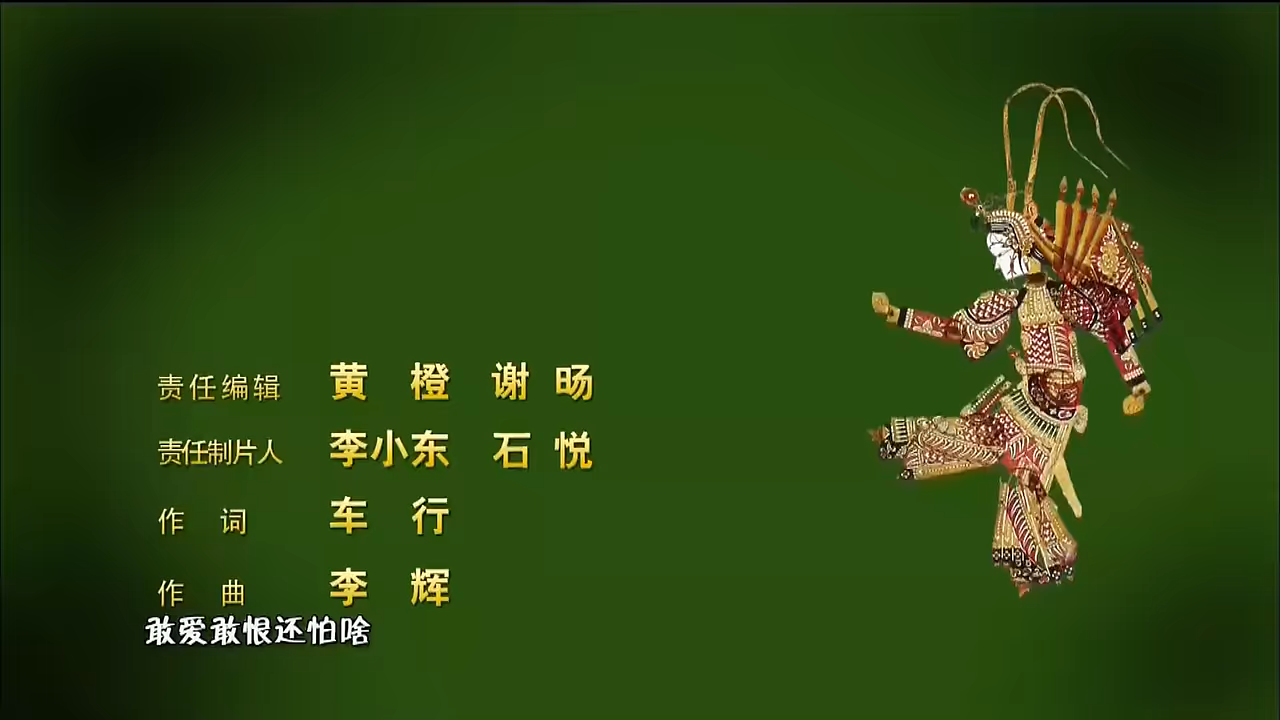 责任编辑 黄 橙 谢 旸
责任制片人 李小东 石 悦
作 词 车 行
作 曲 李 辉
敢爱敢恨还怕啥